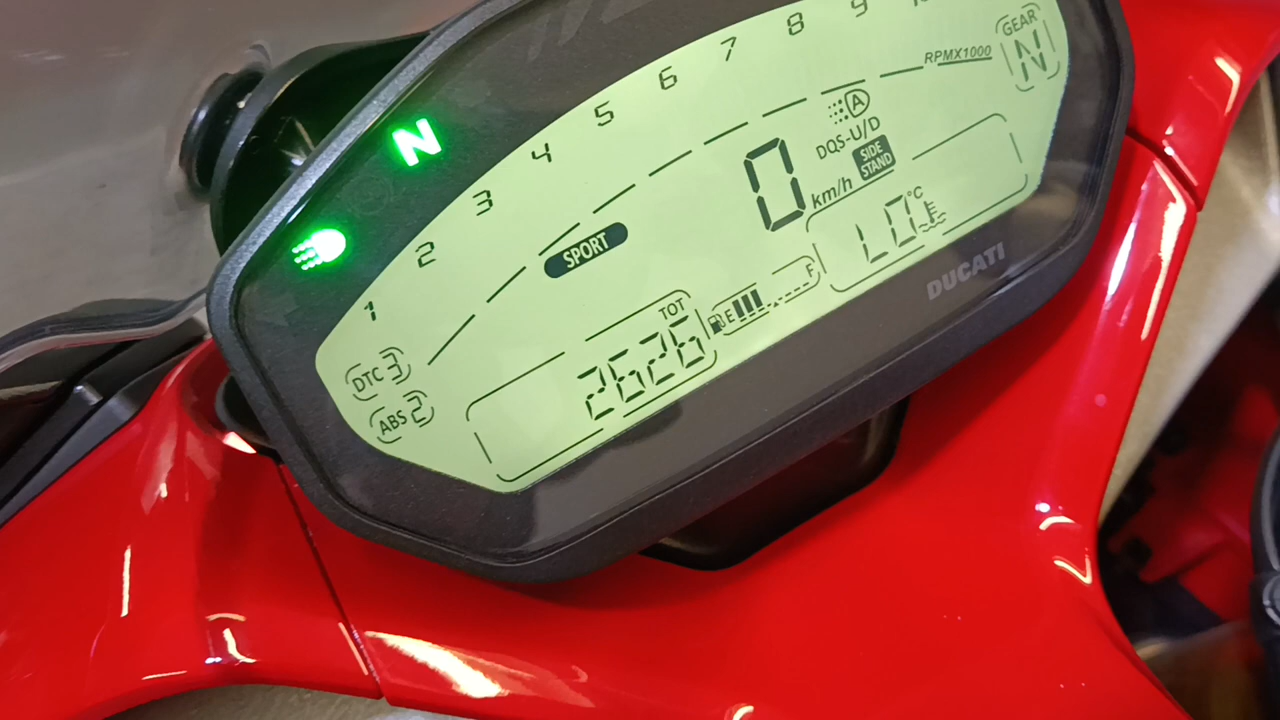 N
1 2 3 4 5 6 7 8 9
RPMX1000
GEAR
N
A
DQS-U/D
SIDE STAND
0 km/h
SPORT
DTC 3
ABS 2
TOT
2626
E F
LO °C
DUCATI